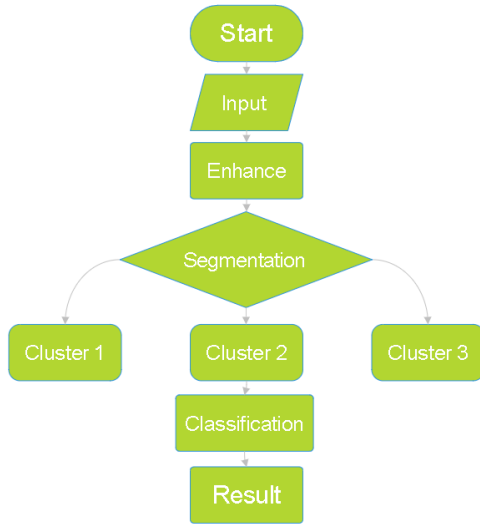 Start
Input
Enhance
Segmentation
Cluster 1
Cluster 2
Cluster 3
Classification
Result